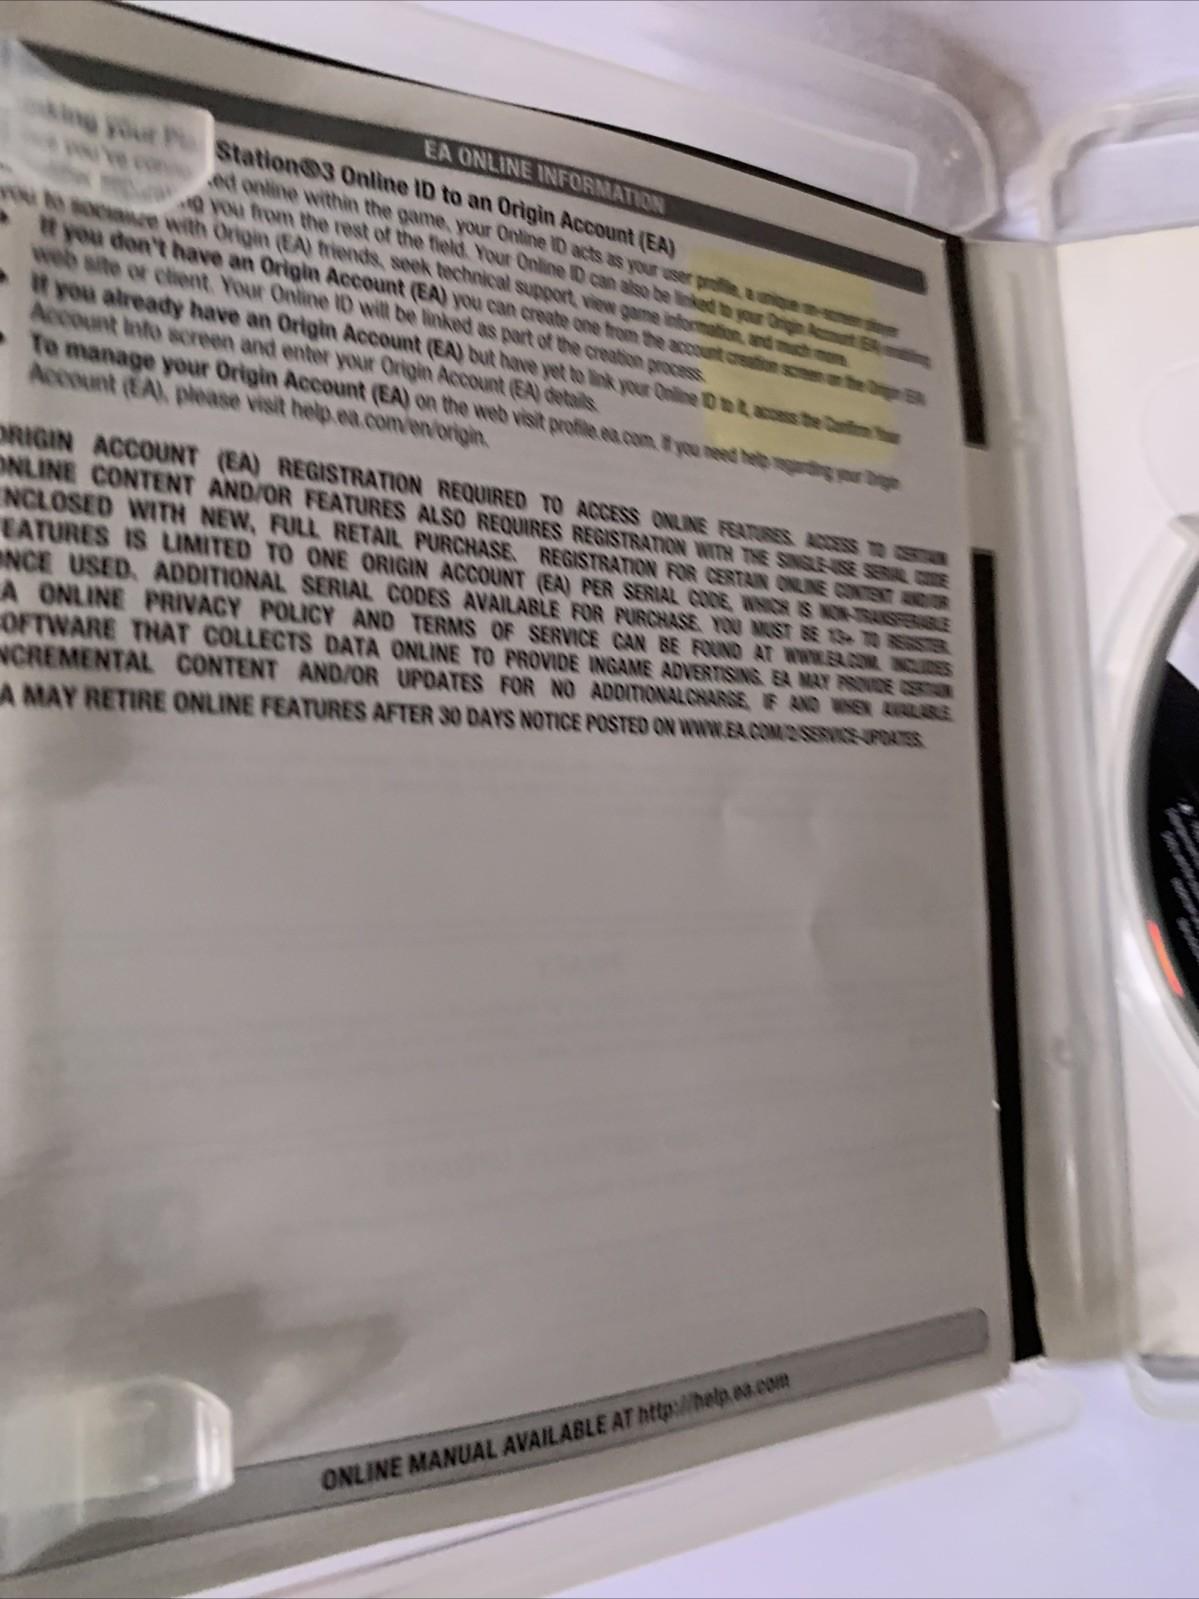 EA ONLINE INFORMATION
Station®3 Online ID to an Origin Account (EA)
online within the game, your Online ID acts as your user profile, a unique on-screen player
you from the rest of the field. Your Online ID can also be linked to your Origin Account (EA) enabling
you to socialize with Origin (EA) friends, seek technical support, view game information, and much more.
If you don't have an Origin Account (EA) you can create one from the account creation screen on the Origin (EA)
web site or client. Your Online ID will be linked as part of the creation process.
If you already have an Origin Account (EA) but have yet to link your Online ID to it, access the Confirm Your
Account Info screen and enter your Origin Account (EA) details.
To manage your Origin Account (EA) on the web visit profile.ea.com. If you need help regarding your Origin
Account (EA), please visit help.ea.com/en/origin.
ORIGIN ACCOUNT (EA) REGISTRATION REQUIRED TO ACCESS ONLINE FEATURES. ACCESS TO CERTAIN
ONLINE CONTENT AND/OR FEATURES ALSO REQUIRES REGISTRATION WITH THE SINGLE-USE SERIAL CODE
ENCLOSED WITH NEW, FULL RETAIL PURCHASE. REGISTRATION FOR CERTAIN ONLINE CONTENT AND/OR
FEATURES IS LIMITED TO ONE ORIGIN ACCOUNT (EA) PER SERIAL CODE, WHICH IS NON-TRANSFERABLE
ONCE USED. ADDITIONAL SERIAL CODES AVAILABLE FOR PURCHASE. YOU MUST BE 13+ TO REGISTER.
EA ONLINE PRIVACY POLICY AND TERMS OF SERVICE CAN BE FOUND AT WWW.EA.COM. INCLUDES
SOFTWARE THAT COLLECTS DATA ONLINE TO PROVIDE INGAME ADVERTISING. EA MAY PROVIDE CERTAIN
INCREMENTAL CONTENT AND/OR UPDATES FOR NO ADDITIONALCHARGE, IF AND WHEN AVAILABLE.
EA MAY RETIRE ONLINE FEATURES AFTER 30 DAYS NOTICE POSTED ON WWW.EA.COM/2/SERVICE-UPDATES.
ONLINE MANUAL AVAILABLE AT http://help.ea.com